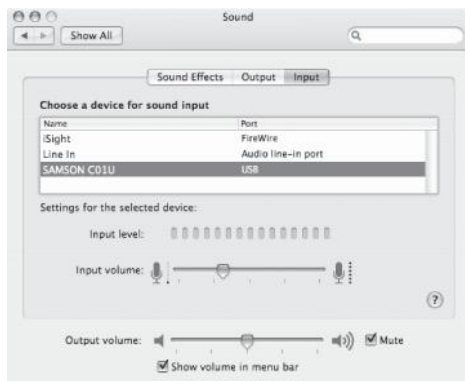 Sound
Show All
Sound Effects Output Input
Choose a device for sound input
Name Port
iSight FireWire
Line In Audio line-in port
SAMSON C01U USB
Settings for the selected device:
Input level:
Input volume:
?
Output volume: Mute
Show volume in menu bar